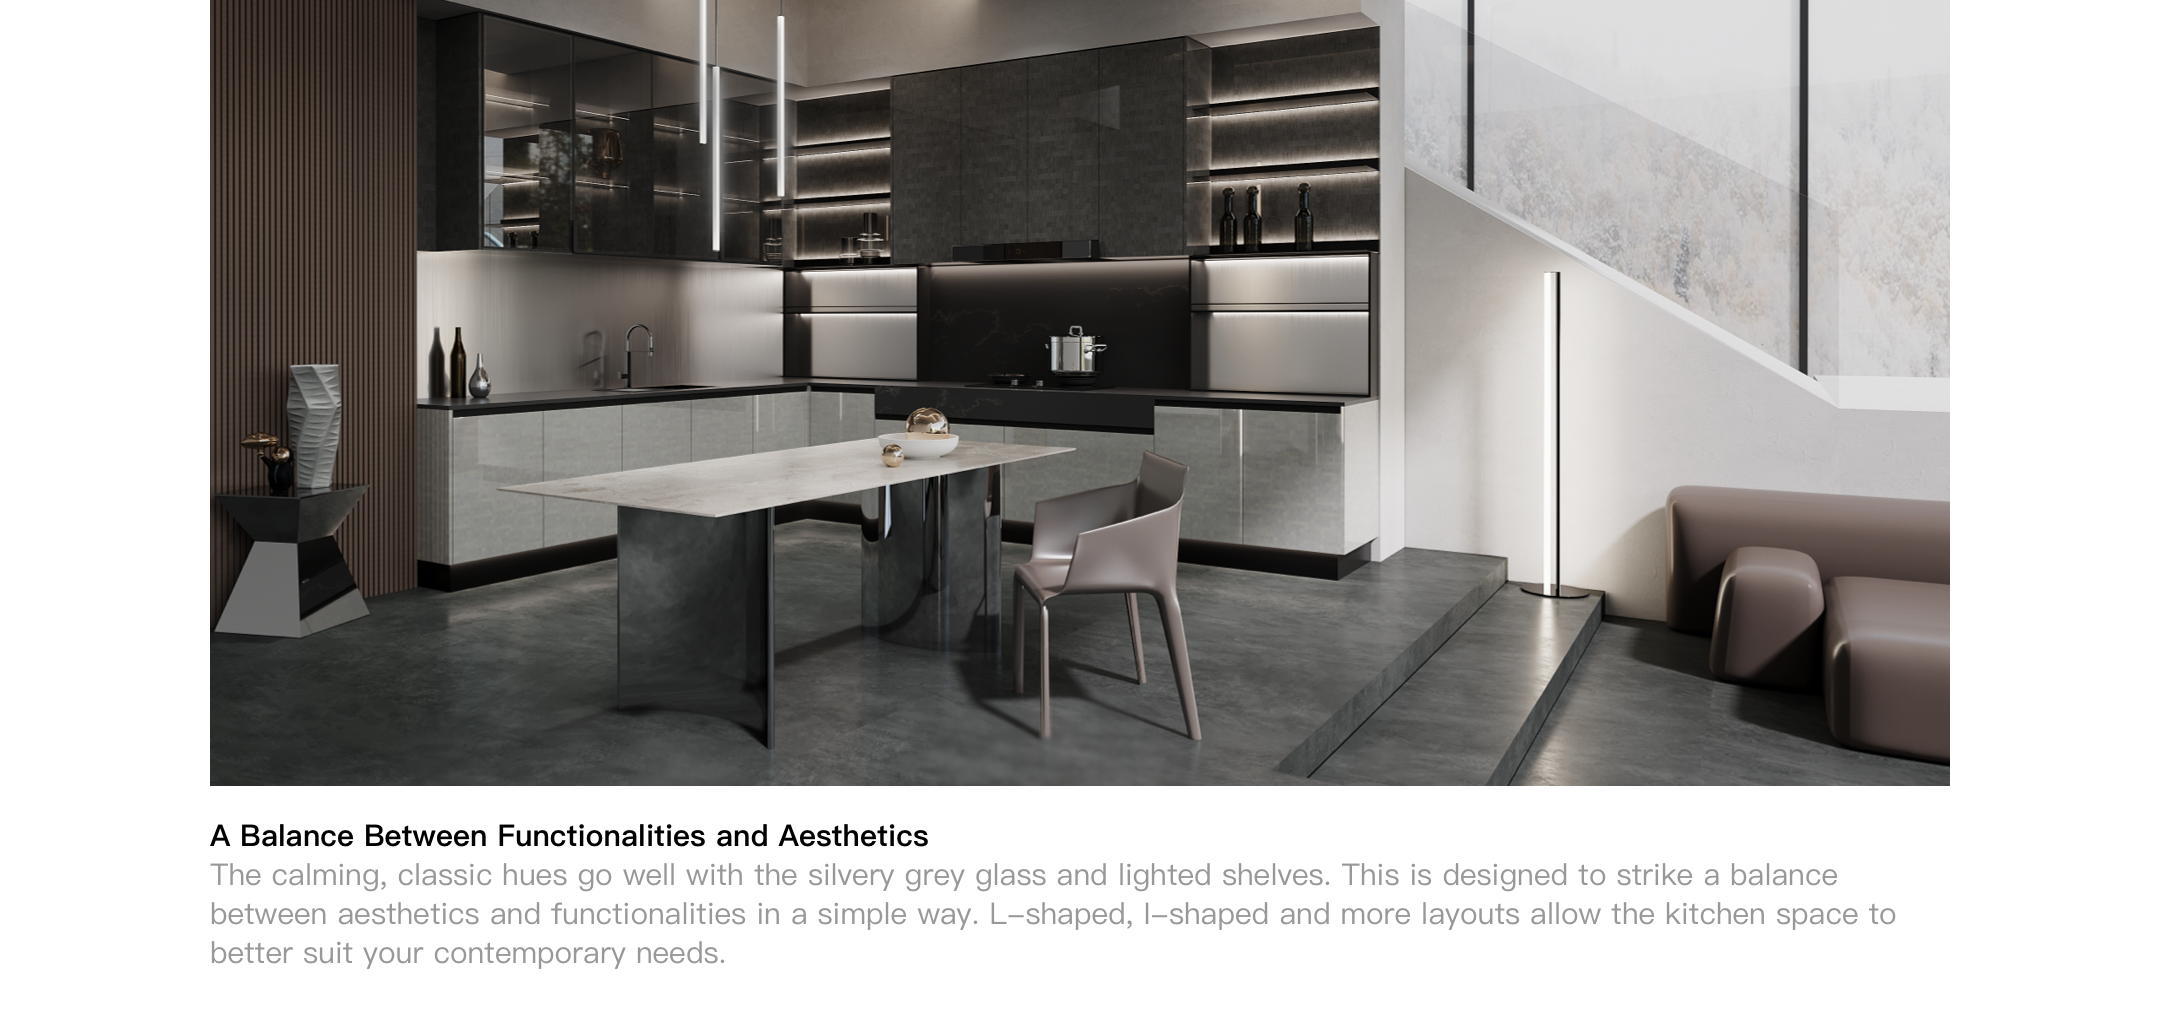 A Balance Between Functionalities and Aesthetics
The calming, classic hues go well with the silvery grey glass and lighted shelves. This is designed to strike a balance
between aesthetics and functionalities in a simple way. L-shaped, I-shaped and more layouts allow the kitchen space to
better suit your contemporary needs.